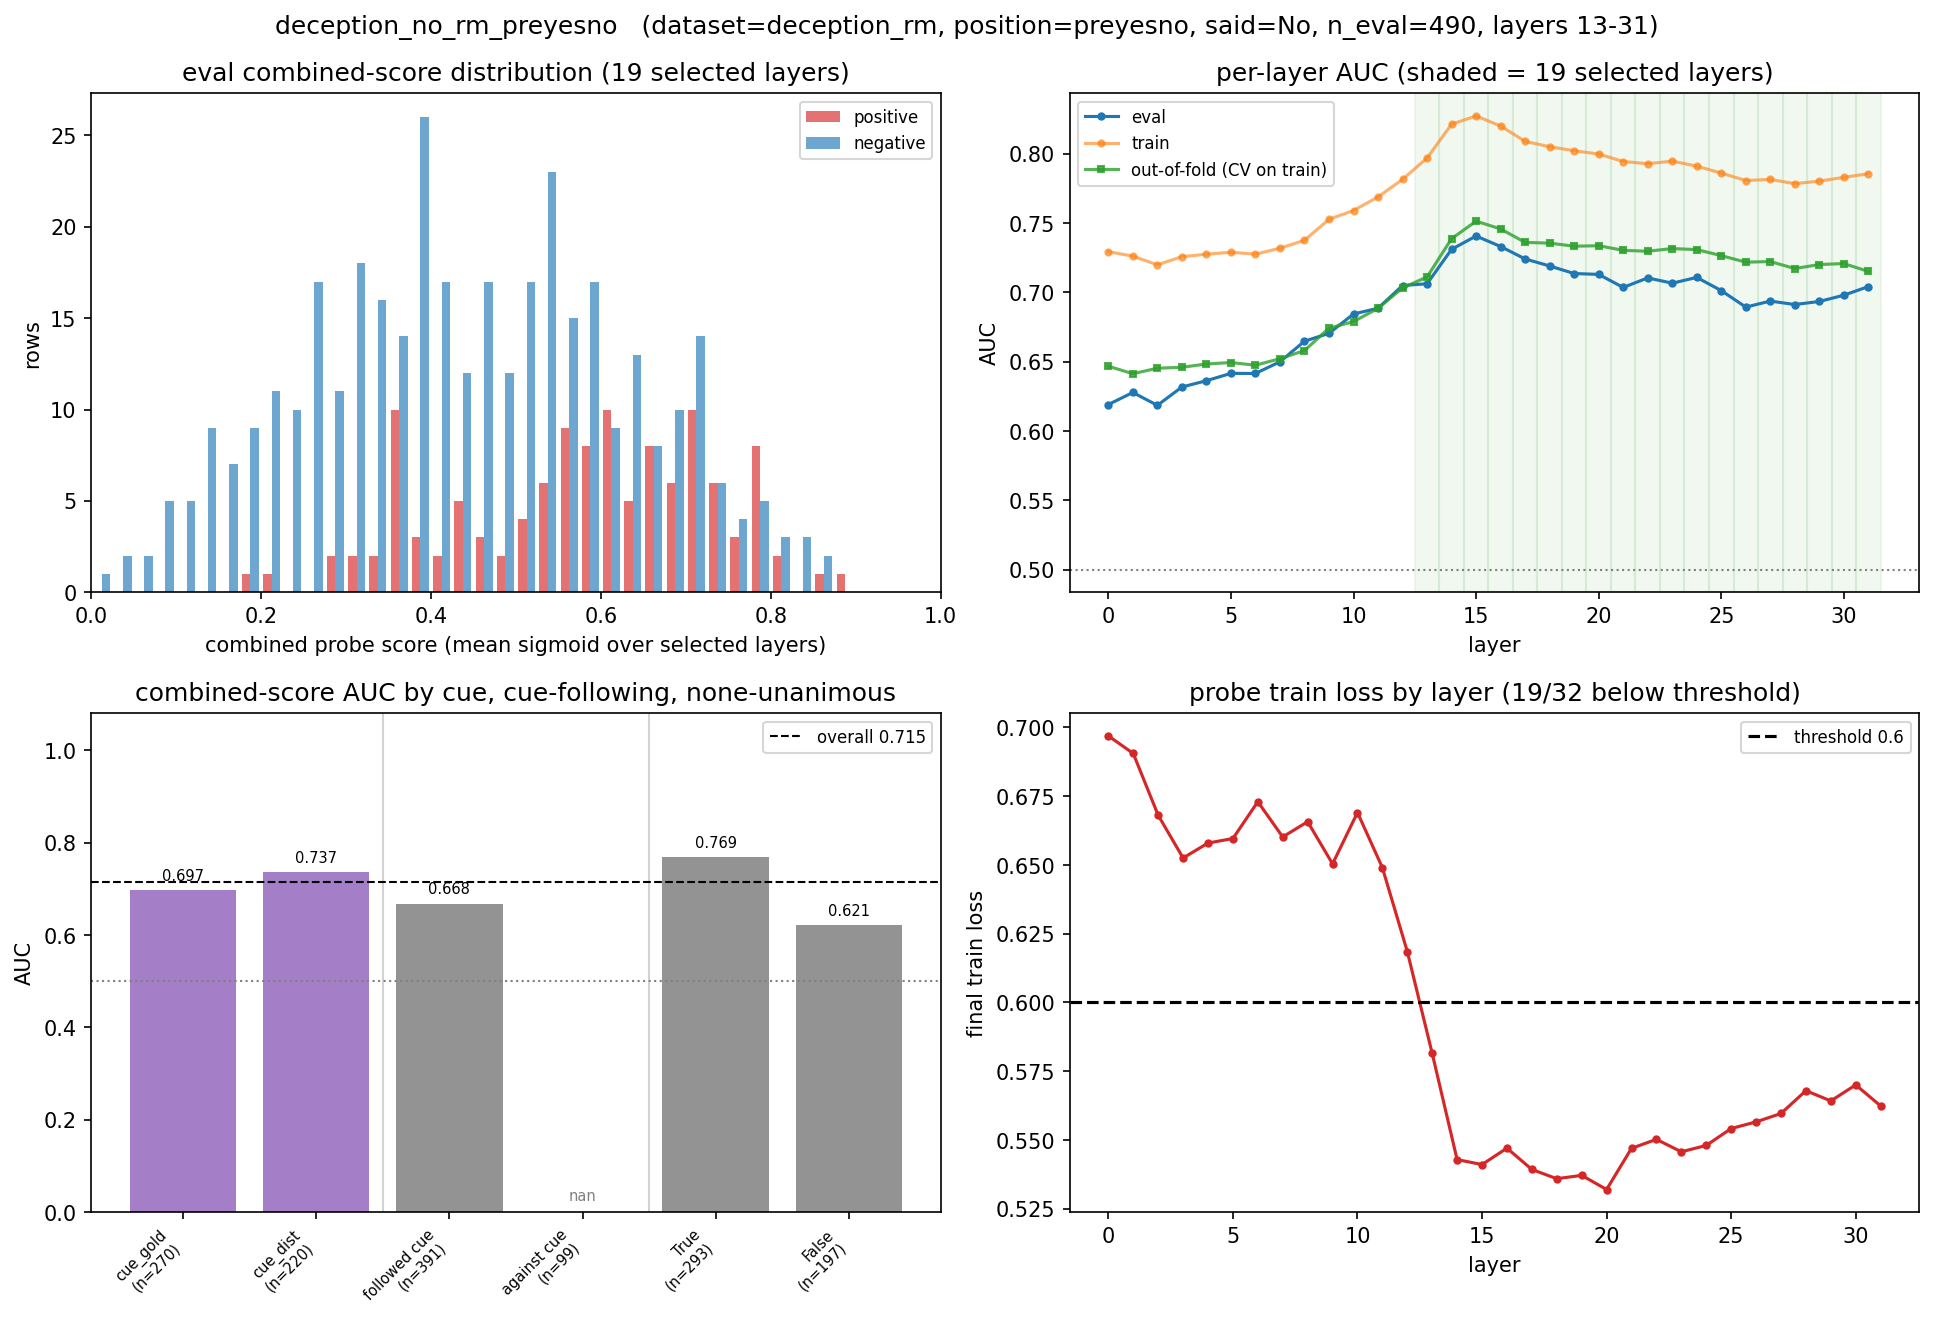 deception_no_rm_preyesno   (dataset=deception_rm, position=preyesno, said=No, n_eval=490, layers 13-31)
eval combined-score distribution (19 selected layers)
positive
negative
rows
25
20
15
10
5
0
0.0
0.2
0.4
0.6
0.8
1.0
combined probe score (mean sigmoid over selected layers)
per-layer AUC (shaded = 19 selected layers)
eval
train
out-of-fold (CV on train)
AUC
0.80
0.75
0.70
0.65
0.60
0.55
0.50
0
5
10
15
20
25
30
layer
combined-score AUC by cue, cue-following, none-unanimous
overall 0.715
AUC
1.0
0.8
0.6
0.4
0.2
0.0
0.697
0.737
0.668
nan
0.769
0.621
cue_gold
(n=270)
cue_dist
(n=220)
followed cue
(n=391)
against cue
(n=99)
True
(n=293)
False
(n=197)
probe train loss by layer (19/32 below threshold)
threshold 0.6
final train loss
0.700
0.675
0.650
0.625
0.600
0.575
0.550
0.525
0
5
10
15
20
25
30
layer